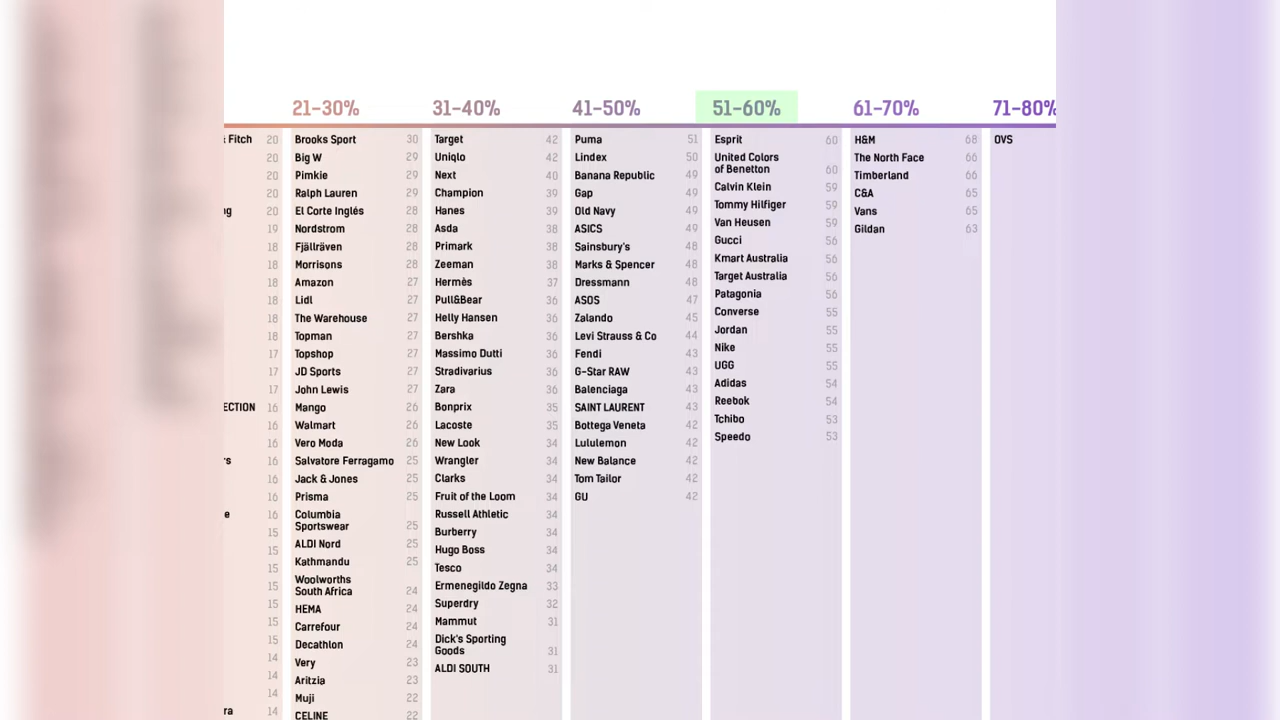 21–30%
31–40%
41–50%
51–60%
61–70%
71–80%
Fitch 20
20
20
20
ng 20
19
18
18
18
18
18
18
17
17
17
ECTION 16
16
16
rs 16
16
16
e 16
15
15
15
15
15
15
14
14
14
ra 14
Brooks Sport 30
Big W 29
Pimkie 29
Ralph Lauren 29
El Corte Inglés 28
Nordstrom 28
Fjällräven 28
Morrisons 28
Amazon 27
Lidl 27
The Warehouse 27
Topman 27
Topshop 27
JD Sports 27
John Lewis 27
Mango 26
Walmart 26
Vero Moda 26
Salvatore Ferragamo 25
Jack & Jones 25
Prisma 25
Columbia
Sportswear 25
ALDI Nord 25
Kathmandu 25
Woolworths
South Africa 24
HEMA 24
Carrefour 24
Decathlon 24
Very 23
Aritzia 23
Muji 22
CELINE 22
Target 42
Uniqlo 42
Next 40
Champion 39
Hanes 39
Asda 38
Primark 38
Zeeman 38
Hermès 37
Pull&Bear 36
Helly Hansen 36
Bershka 36
Massimo Dutti 36
Stradivarius 36
Zara 36
Bonprix 35
Lacoste 35
New Look 34
Wrangler 34
Clarks 34
Fruit of the Loom 34
Russell Athletic 34
Burberry 34
Hugo Boss 34
Tesco 34
Ermenegildo Zegna 33
Superdry 32
Mammut 31
Dick's Sporting
Goods 31
ALDI SOUTH 31
Puma 51
Lindex 50
Banana Republic 49
Gap 49
Old Navy 49
ASICS 49
Sainsbury's 48
Marks & Spencer 48
Dressmann 48
ASOS 47
Zalando 45
Levi Strauss & Co 44
Fendi 43
G-Star RAW 43
Balenciaga 43
SAINT LAURENT 43
Bottega Veneta 42
Lululemon 42
New Balance 42
Tom Tailor 42
GU 42
Esprit 60
United Colors
of Benetton 60
Calvin Klein 59
Tommy Hilfiger 59
Van Heusen 59
Gucci 56
Kmart Australia 56
Target Australia 56
Patagonia 56
Converse 55
Jordan 55
Nike 55
UGG 55
Adidas 54
Reebok 54
Tchibo 53
Speedo 53
H&M 68
The North Face 66
Timberland 66
C&A 65
Vans 65
Gildan 63
OVS